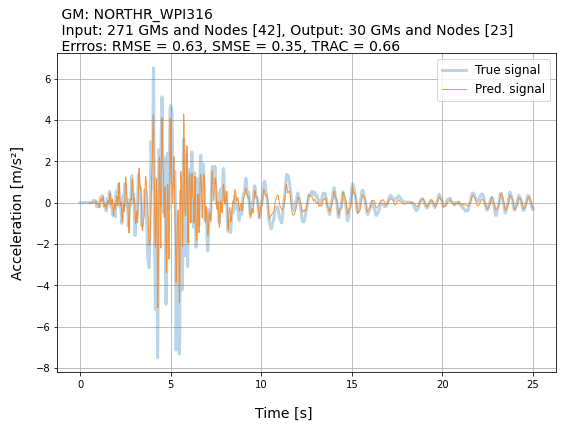 GM: NORTHR_WPI316
Input: 271 GMs and Nodes [42], Output: 30 GMs and Nodes [23]
Errros: RMSE = 0.63, SMSE = 0.35, TRAC = 0.66
True signal
Pred. signal
6
4
2
0
−2
−4
−6
−8
Acceleration [m/s²]
0
5
10
15
20
25
Time [s]